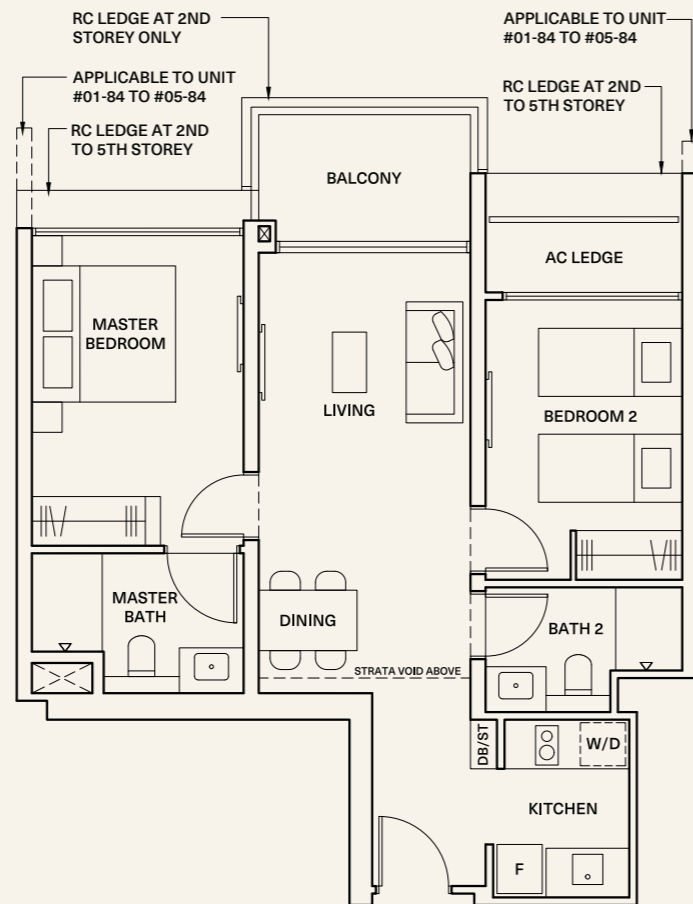 RC LEDGE AT 2ND
STOREY ONLY
APPLICABLE TO UNIT
#01-84 TO #05-84
APPLICABLE TO UNIT
#01-84 TO #05-84
RC LEDGE AT 2ND
TO 5TH STOREY
RC LEDGE AT 2ND
TO 5TH STOREY
BALCONY
AC LEDGE
MASTER
BEDROOM
LIVING
BEDROOM 2
MASTER
BATH
DINING
BATH 2
STRATA VOID ABOVE
DB/ST
W/D
KITCHEN
F